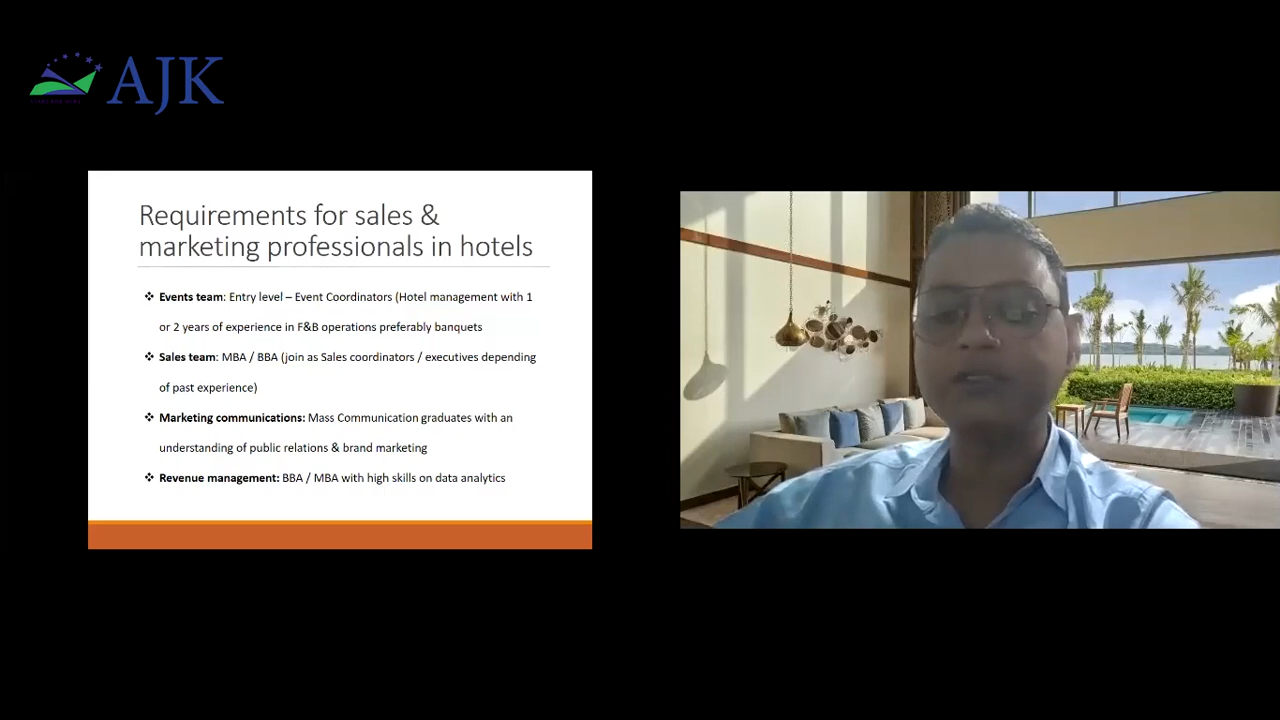 AJK
Requirements for sales &
marketing professionals in hotels
❖ Events team: Entry level – Event Coordinators (Hotel management with 1
or 2 years of experience in F&B operations preferably banquets
❖ Sales team: MBA / BBA (join as Sales coordinators / executives depending
of past experience)
❖ Marketing communications: Mass Communication graduates with an
understanding of public relations & brand marketing
❖ Revenue management: BBA / MBA with high skills on data analytics